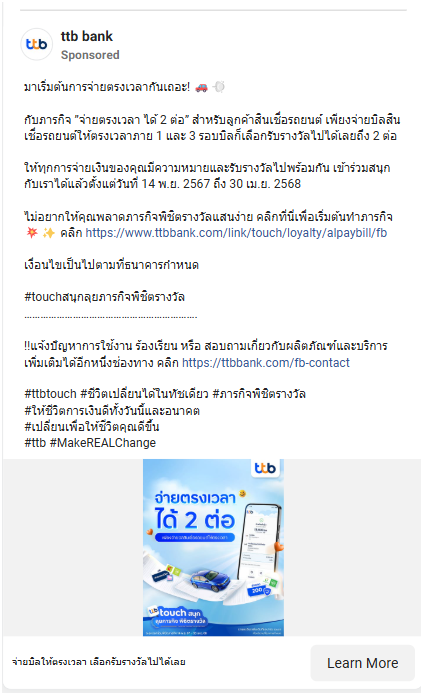 ttb bank
Sponsored
มาเริ่มต้นการจ่ายตรงเวลากันเถอะ! 🚗 💨
กับภารกิจ "จ่ายตรงเวลา ได้ 2 ต่อ" สำหรับลูกค้าสินเชื่อรถยนต์ เพียงจ่ายบิลสิน
เชื่อรถยนต์ให้ตรงเวลาภาย 1 และ 3 รอบบิลก็เลือกรับรางวัลไปได้เลยถึง 2 ต่อ
ให้ทุกการจ่ายเงินของคุณมีความหมายและรับรางวัลไปพร้อมกัน เข้าร่วมสนุก
กับเราได้แล้วตั้งแต่วันที่ 14 พ.ย. 2567 ถึง 30 เม.ย. 2568
ไม่อยากให้คุณพลาดภารกิจพิชิตรางวัลแสนง่าย คลิกที่นี่เพื่อเริ่มต้นทำภารกิจ
💥 ✨ คลิก https://www.ttbbank.com/link/touch/loyalty/alpaybill/fb
เงื่อนไขเป็นไปตามที่ธนาคารกำหนด
#touchสนุกลุยภารกิจพิชิตรางวัล
..............................................................
!!แจ้งปัญหาการใช้งาน ร้องเรียน หรือ สอบถามเกี่ยวกับผลิตภัณฑ์และบริการ
เพิ่มเติมได้อีกหนึ่งช่องทาง คลิก https://ttbbank.com/fb-contact
#ttbtouch #ชีวิตเปลี่ยนได้ในทัชเดียว #ภารกิจพิชิตรางวัล
#ให้ชีวิตการเงินดีทั้งวันนี้และอนาคต
#เปลี่ยนเพื่อให้ชีวิตคุณดีขึ้น
#ttb #MakeREALChange
ttb
จ่ายตรงเวลา
ได้ 2 ต่อ
ttb touch สนุก
ลุยภารกิจ พิชิตรางวัล
200
จ่ายบิลให้ตรงเวลา เลือกรับรางวัลไปได้เลย
Learn More